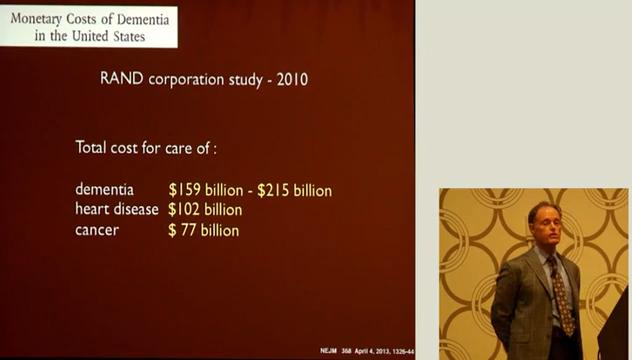 Monetary Costs of Dementia
in the United States
RAND corporation study - 2010
Total cost for care of :
dementia $159 billion - $215 billion
heart disease $102 billion
cancer $ 77 billion
NEJM 368 April 4, 2013, 1326-44